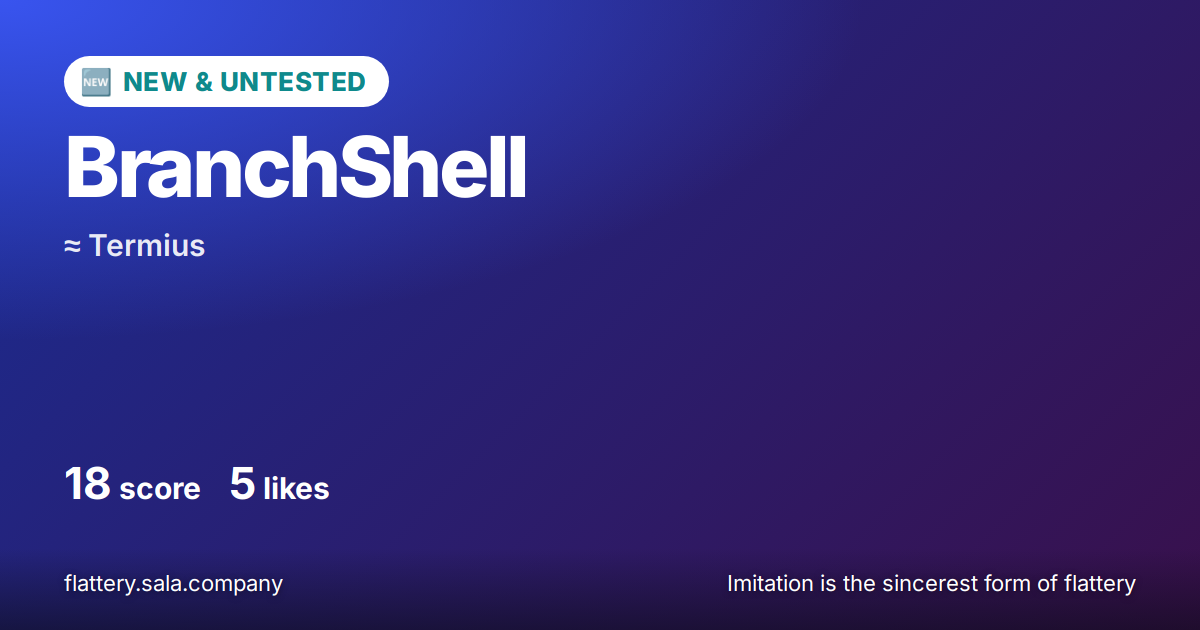 🆕 NEW & UNTESTED
BranchShell
≈ Termius
18 score 5 likes
flattery.sala.company
Imitation is the sincerest form of flattery